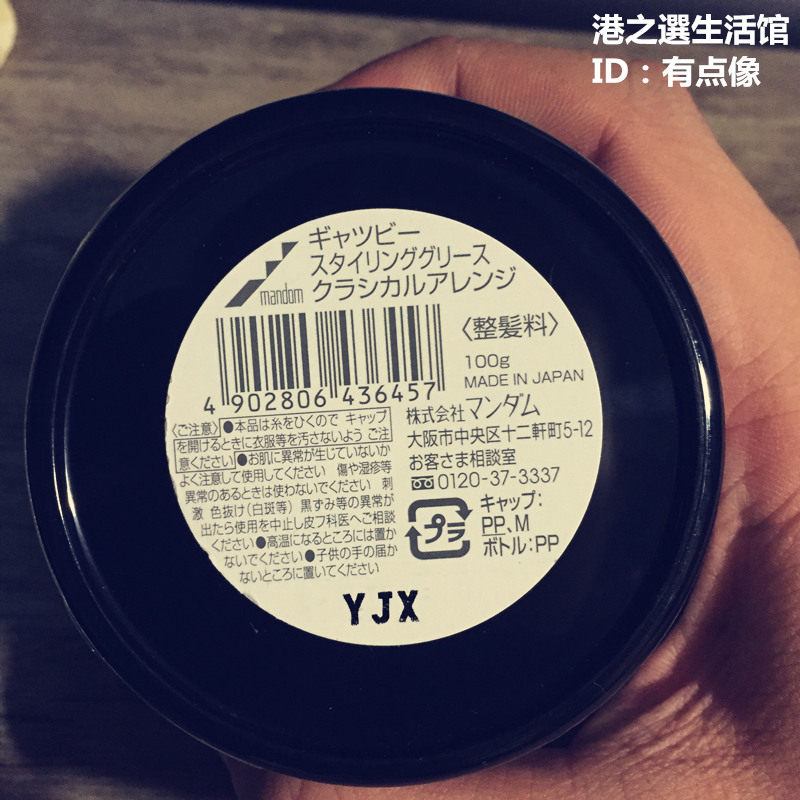 港之選生活馆
ID：有点像
mandom
ギャツビー
スタイリンググリース
クラシカルアレンジ
〈整髪料〉
100g
MADE IN JAPAN
4 902806 436457
株式会社 マンダム
大阪市中央区十二軒町5-12
お客さま相談室
0120-37-3337
〈ご注意〉●本品は糸をひくので キャップ
を開けるときに衣服等を汚さないよう ご注
意ください ●お肌に異常が生じていないか
よく注意して使用してください 傷や湿疹等
異常のあるときは使わないでください 刺
激 色抜け(白斑等) 黒ずみ等の異常が
出たら使用を中止し皮フ科医へご相談
ください●高温になるところには置か
ないでください●子供の手の届か
ないところに置いてください
プラ
キャップ:
PP､M
ボトル:PP
YJX